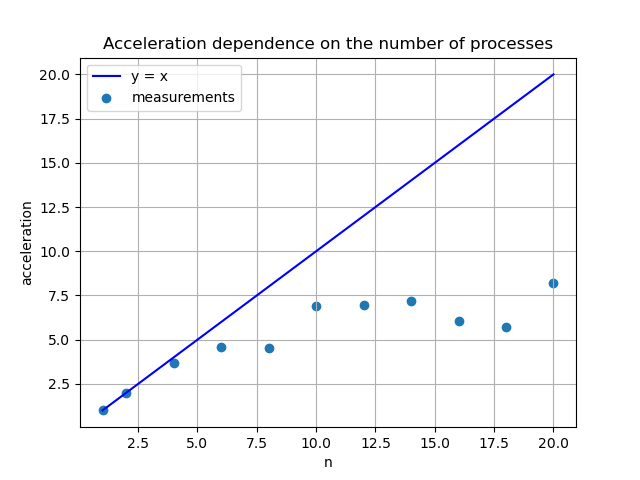 Acceleration dependence on the number of processes
y = x
measurements
20.0
17.5
15.0
12.5
10.0
7.5
5.0
2.5
acceleration
2.5 5.0 7.5 10.0 12.5 15.0 17.5 20.0
n